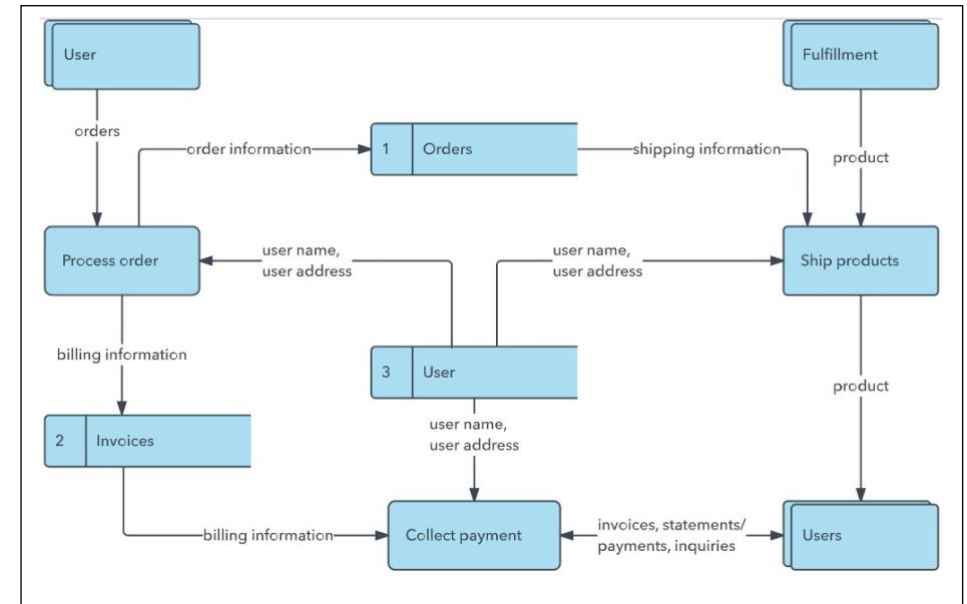 User
Fulfillment
orders
order information
1
Orders
shipping information
product
Process order
user name,
user address
user name,
user address
Ship products
billing information
3
User
product
2
Invoices
user name,
user address
billing information
Collect payment
invoices, statements/
payments, inquiries
Users